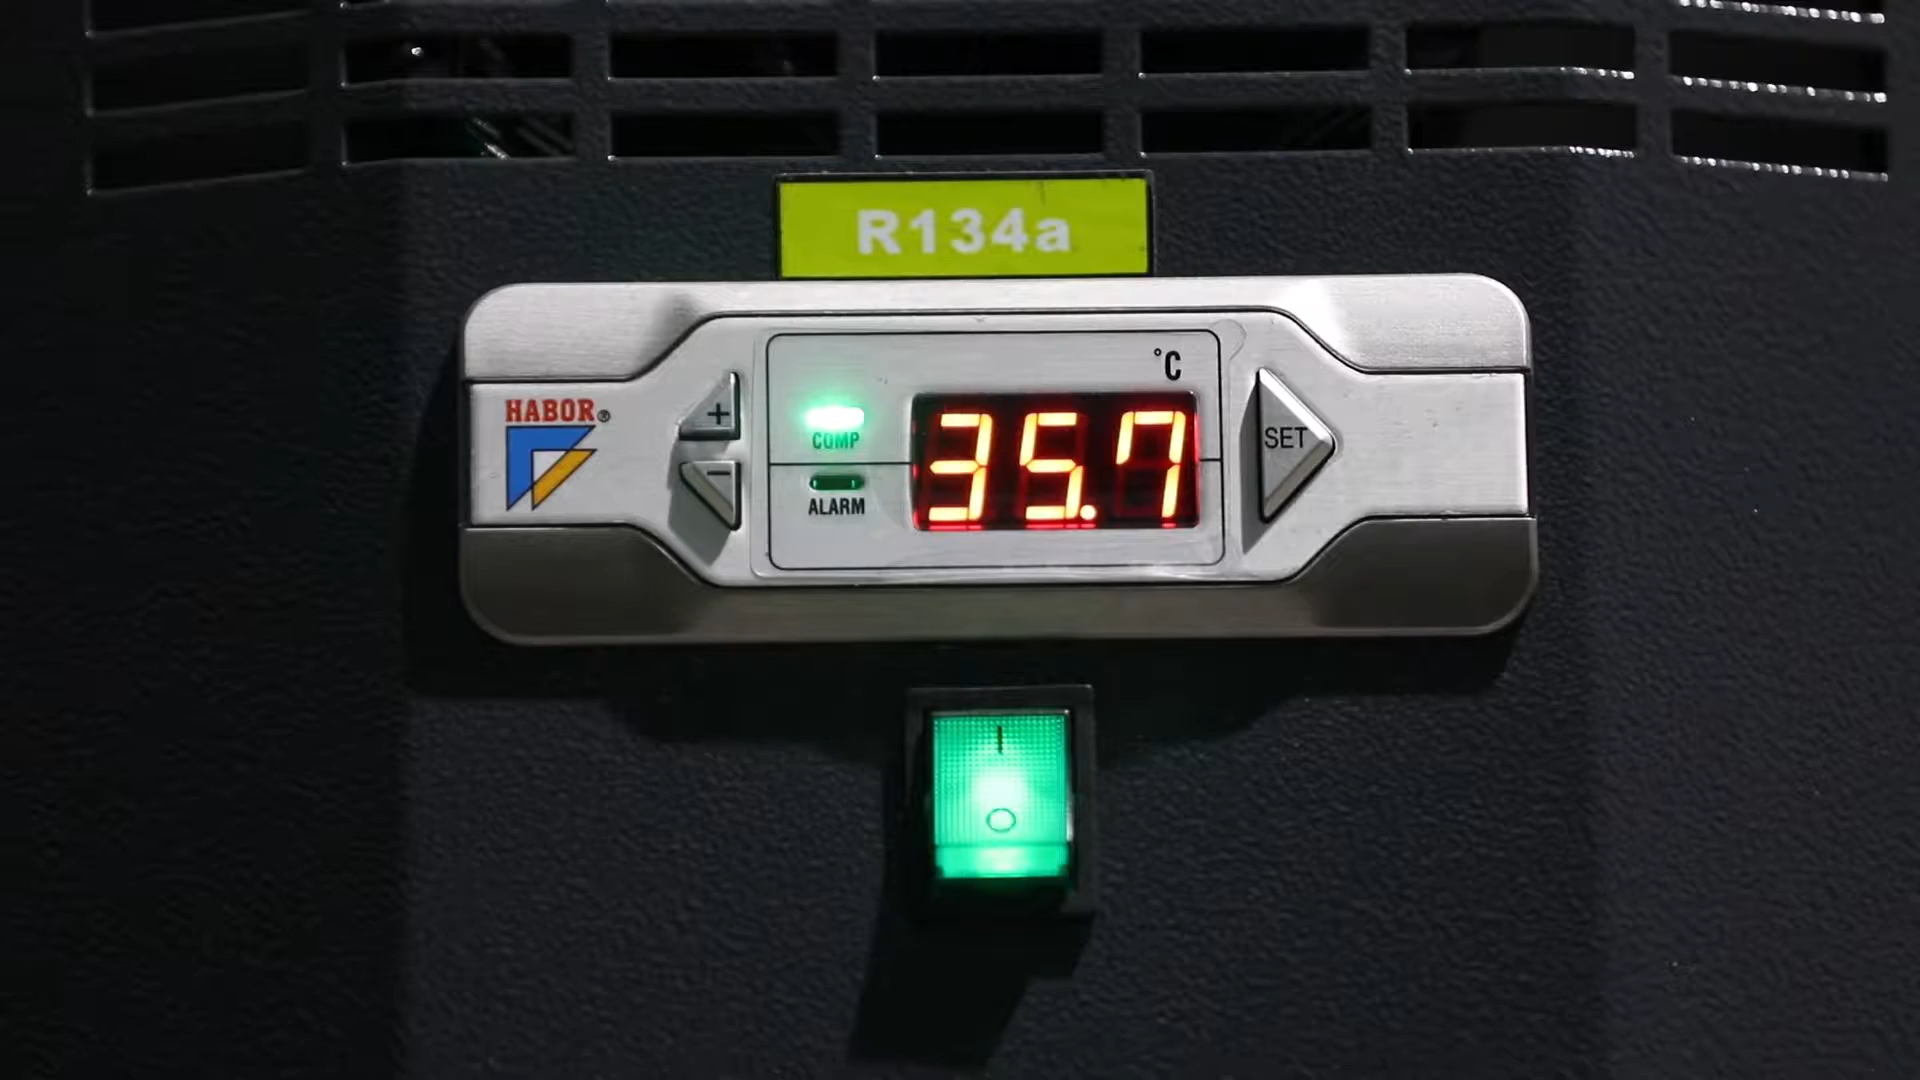 R134a
°C
HABOR®
+
COMP
35.7
SET
−
ALARM
I
O